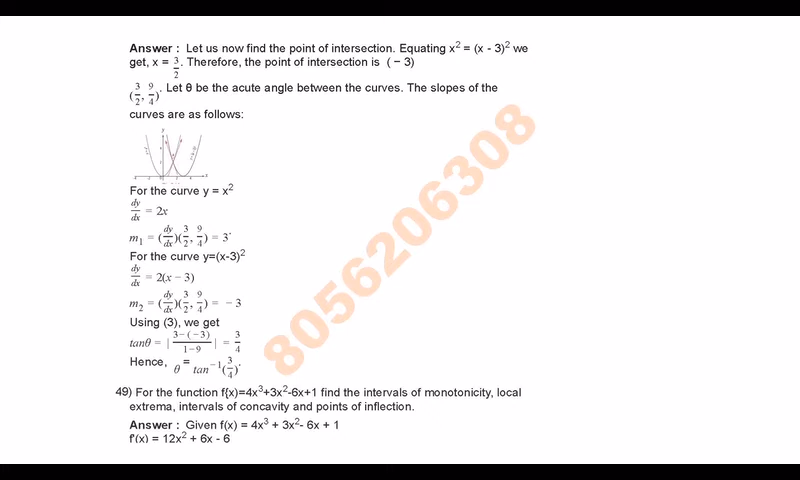 Answer : Let us now find the point of intersection. Equating x² = (x - 3)² we
get, x = 3/2. Therefore, the point of intersection is ( − 3)
(3/2, 9/4). Let θ be the acute angle between the curves. The slopes of the
curves are as follows:
For the curve y = x²
dy/dx = 2x
m₁ = (dy/dx)(3/2, 9/4) = 3.
For the curve y=(x-3)²
dy/dx = 2(x − 3)
m₂ = (dy/dx)(3/2, 9/4) = − 3
Using (3), we get
tanθ = | 3−(−3)/1−9 | = 3/4
Hence, θ = tan⁻¹(3/4).
49) For the function f{x)=4x³+3x²-6x+1 find the intervals of monotonicity, local
extrema, intervals of concavity and points of inflection.
Answer : Given f(x) = 4x³ + 3x²- 6x + 1
f'(x) = 12x² + 6x - 6
8056206308